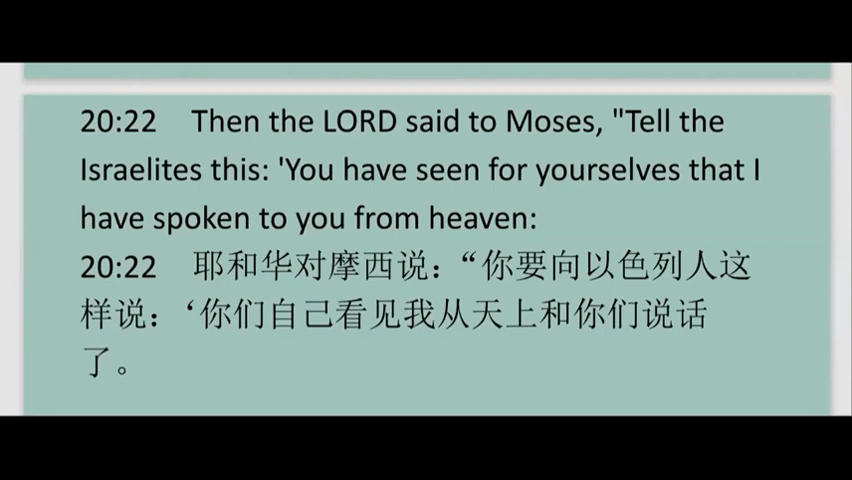 20:22 Then the LORD said to Moses, "Tell the
Israelites this: 'You have seen for yourselves that I
have spoken to you from heaven:
20:22 耶和华对摩西说：“你要向以色列人这
样说：‘你们自己看见我从天上和你们说话
了。